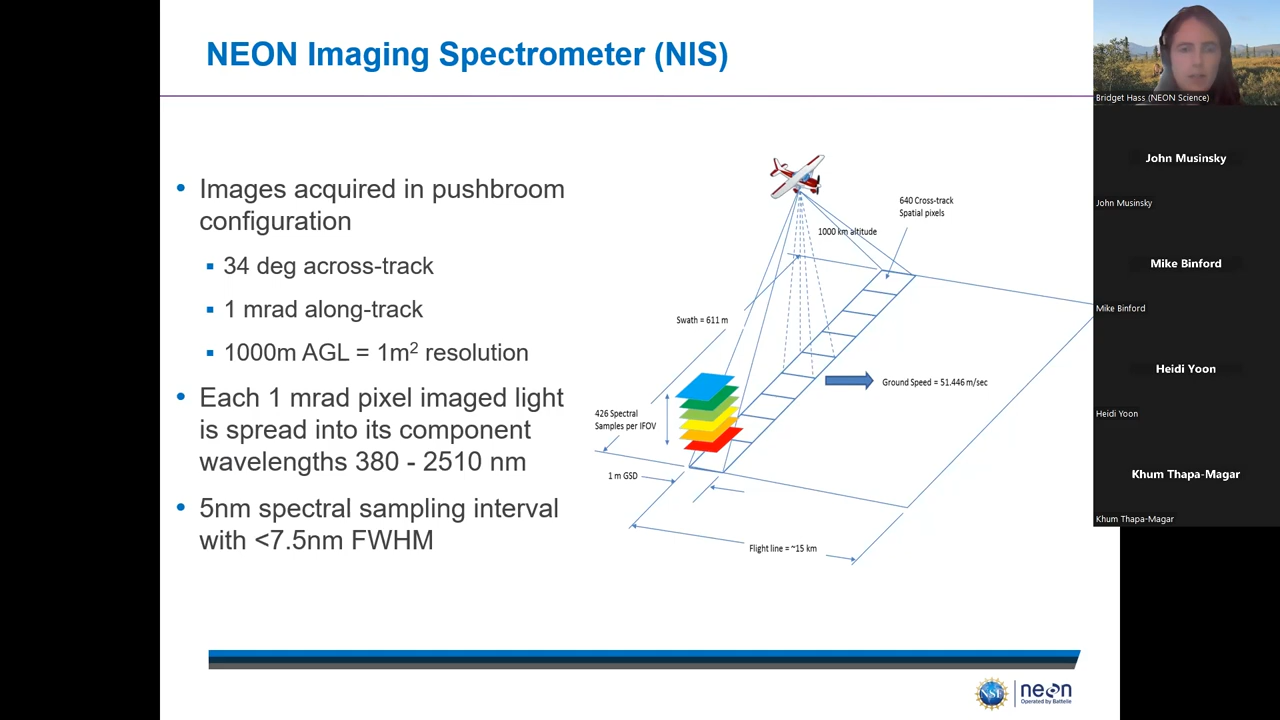 NEON Imaging Spectrometer (NIS)
• Images acquired in pushbroom
configuration
▪ 34 deg across-track
▪ 1 mrad along-track
▪ 1000m AGL = 1m² resolution
• Each 1 mrad pixel imaged light
is spread into its component
wavelengths 380 - 2510 nm
• 5nm spectral sampling interval
with <7.5nm FWHM
640 Cross-track
Spatial pixels
1000 km altitude
Swath = 611 m
Ground Speed = 51.446 m/sec
426 Spectral
Samples per IFOV
1 m GSD
Flight line = ~15 km
NSF
neon
Operated by Battelle
Bridget Hass (NEON Science)
John Musinsky
John Musinsky
Mike Binford
Mike Binford
Heidi Yoon
Heidi Yoon
Khum Thapa-Magar
Khum Thapa-Magar